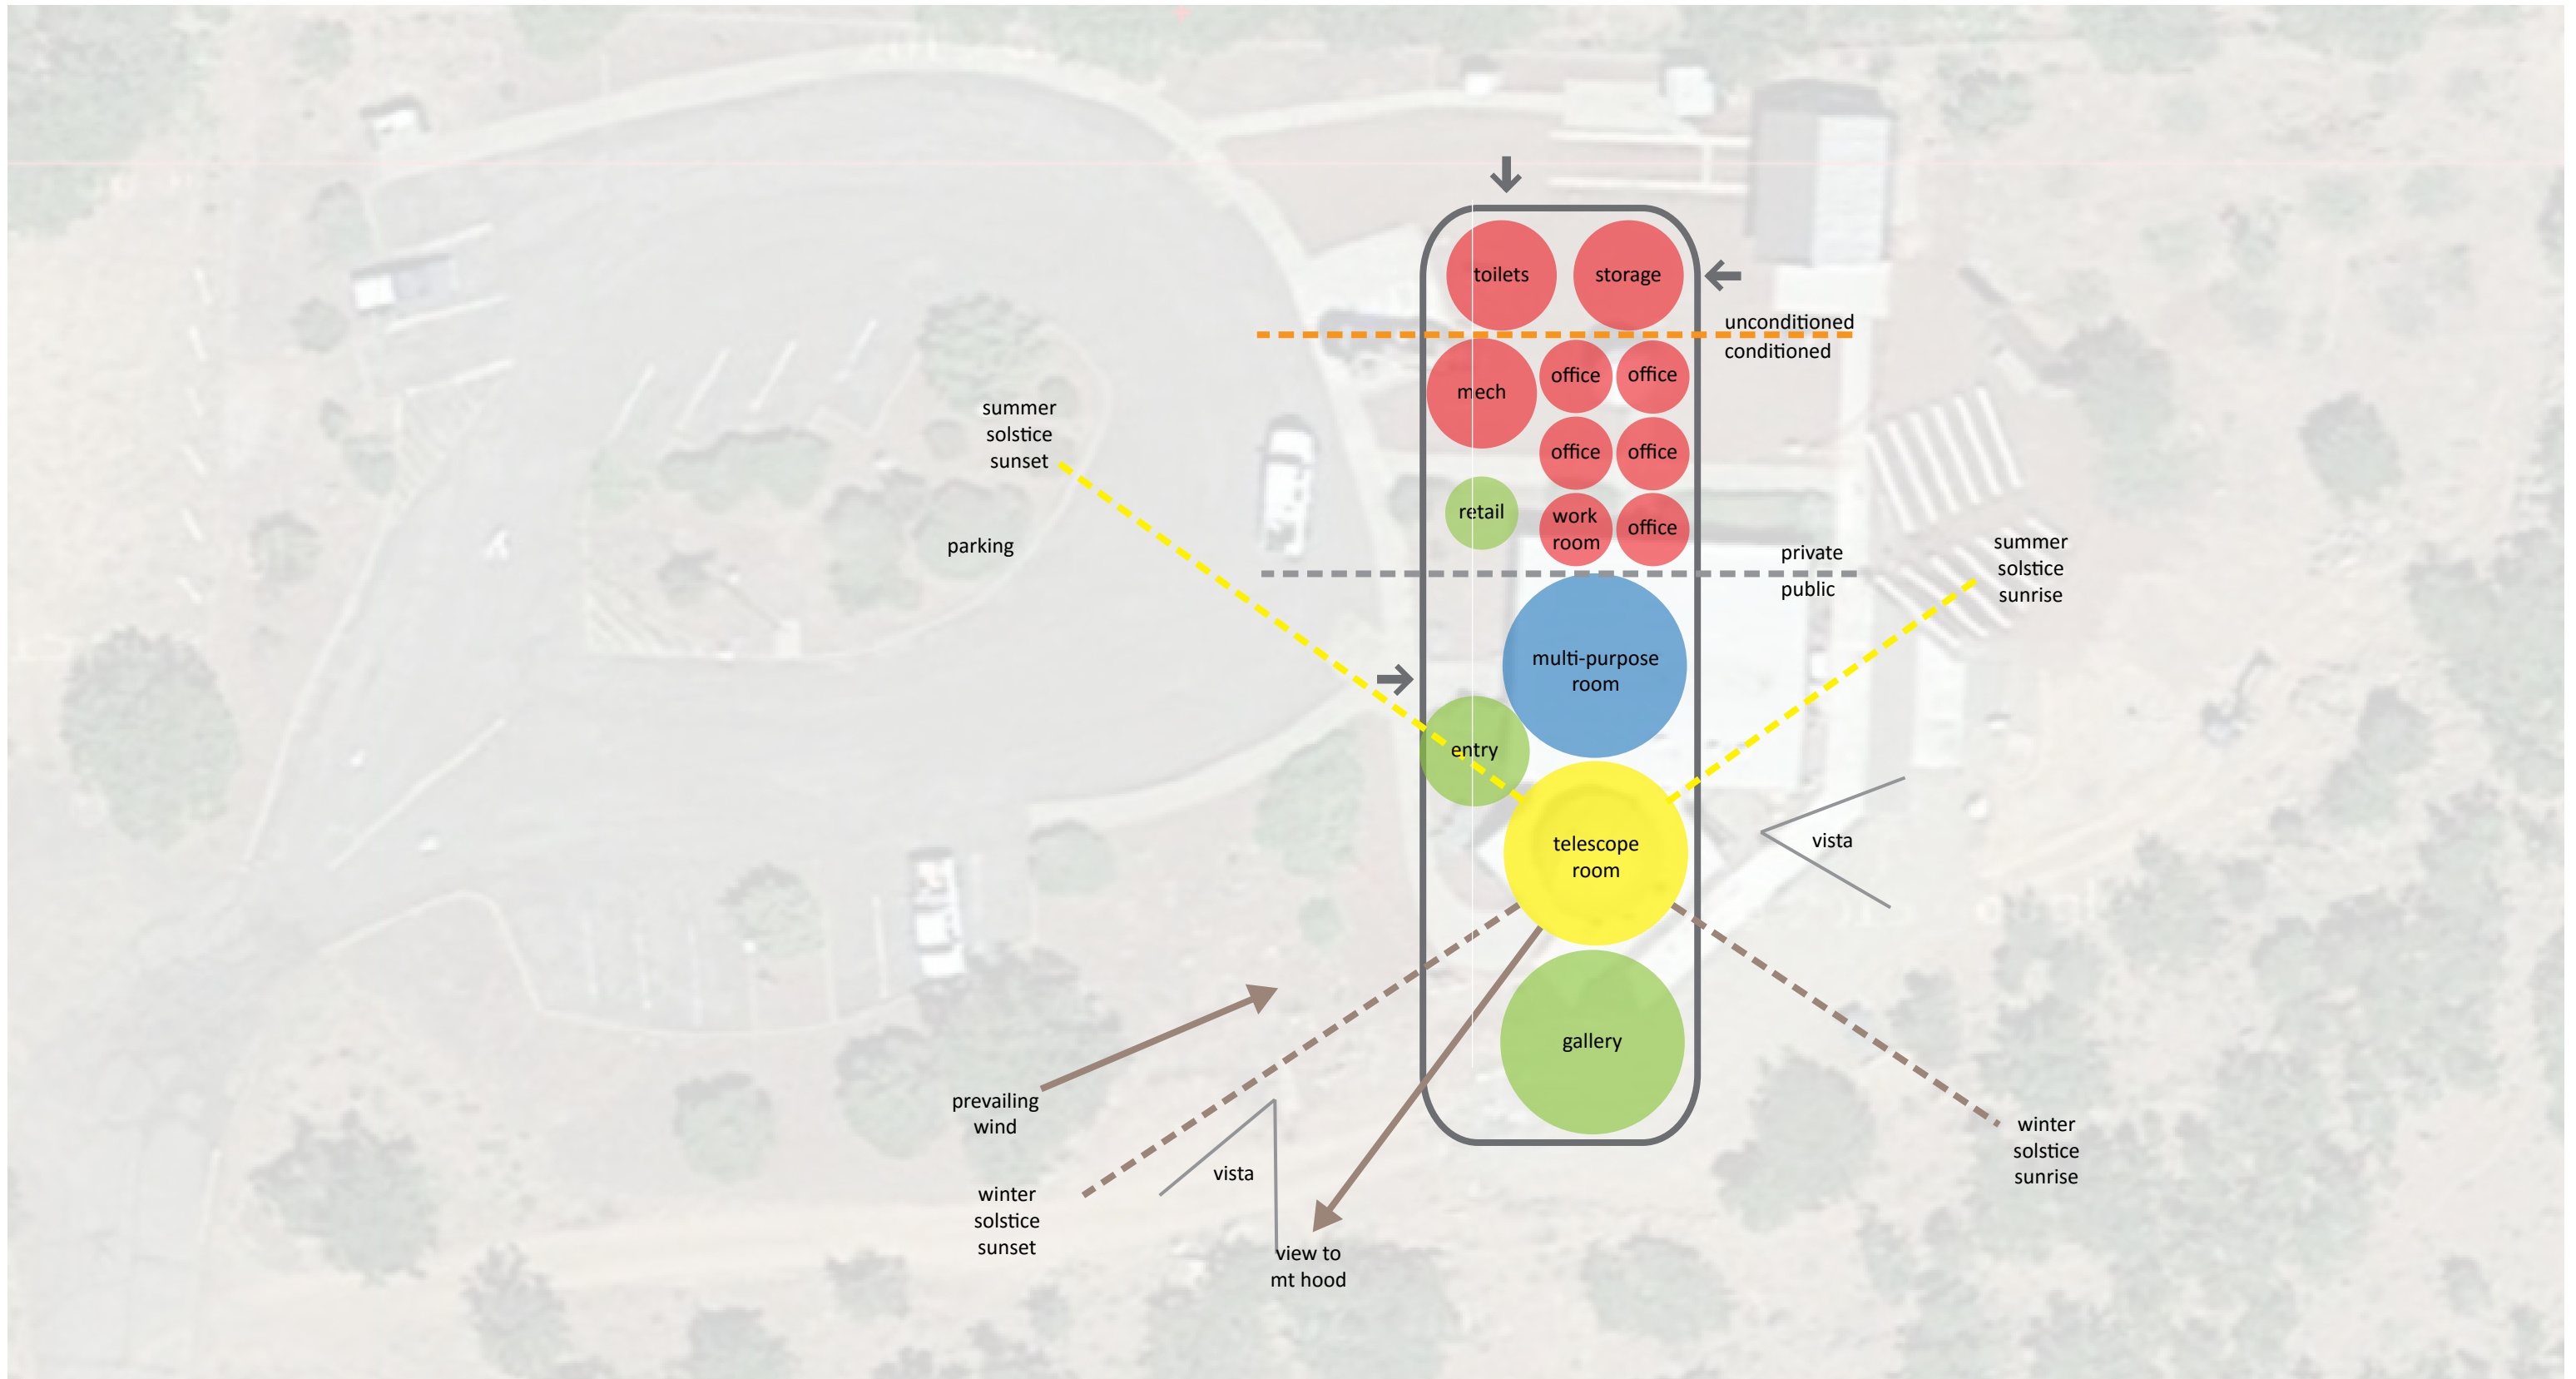 toilets
storage
unconditioned
conditioned
mech
office
office
office
office
retail
work
room
office
private
public
summer
solstice
sunset
parking
summer
solstice
sunrise
multi-purpose
room
entry
telescope
room
vista
gallery
prevailing
wind
vista
winter
solstice
sunset
view to
mt hood
winter
solstice
sunrise